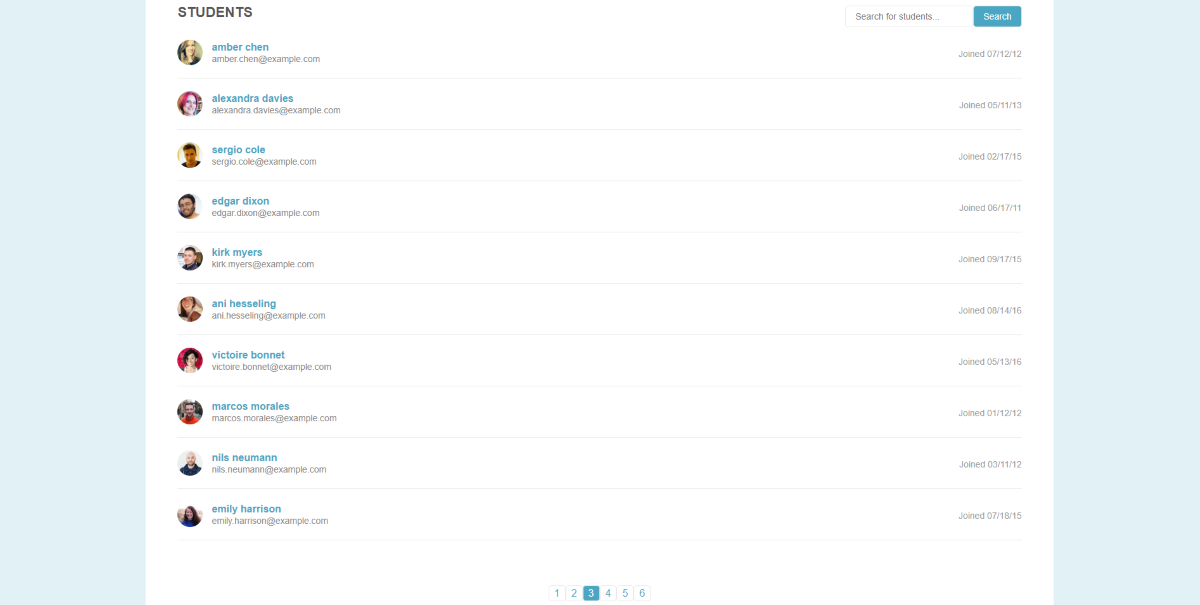 STUDENTS
Search for students...
Search
amber chen
amber.chen@example.com
Joined 07/12/12
alexandra davies
alexandra.davies@example.com
Joined 05/11/13
sergio cole
sergio.cole@example.com
Joined 02/17/15
edgar dixon
edgar.dixon@example.com
Joined 06/17/11
kirk myers
kirk.myers@example.com
Joined 09/17/15
ani hesseling
ani.hesseling@example.com
Joined 08/14/16
victoire bonnet
victoire.bonnet@example.com
Joined 05/13/16
marcos morales
marcos.morales@example.com
Joined 01/12/12
nils neumann
nils.neumann@example.com
Joined 03/11/12
emily harrison
emily.harrison@example.com
Joined 07/18/15
1 2 3 4 5 6